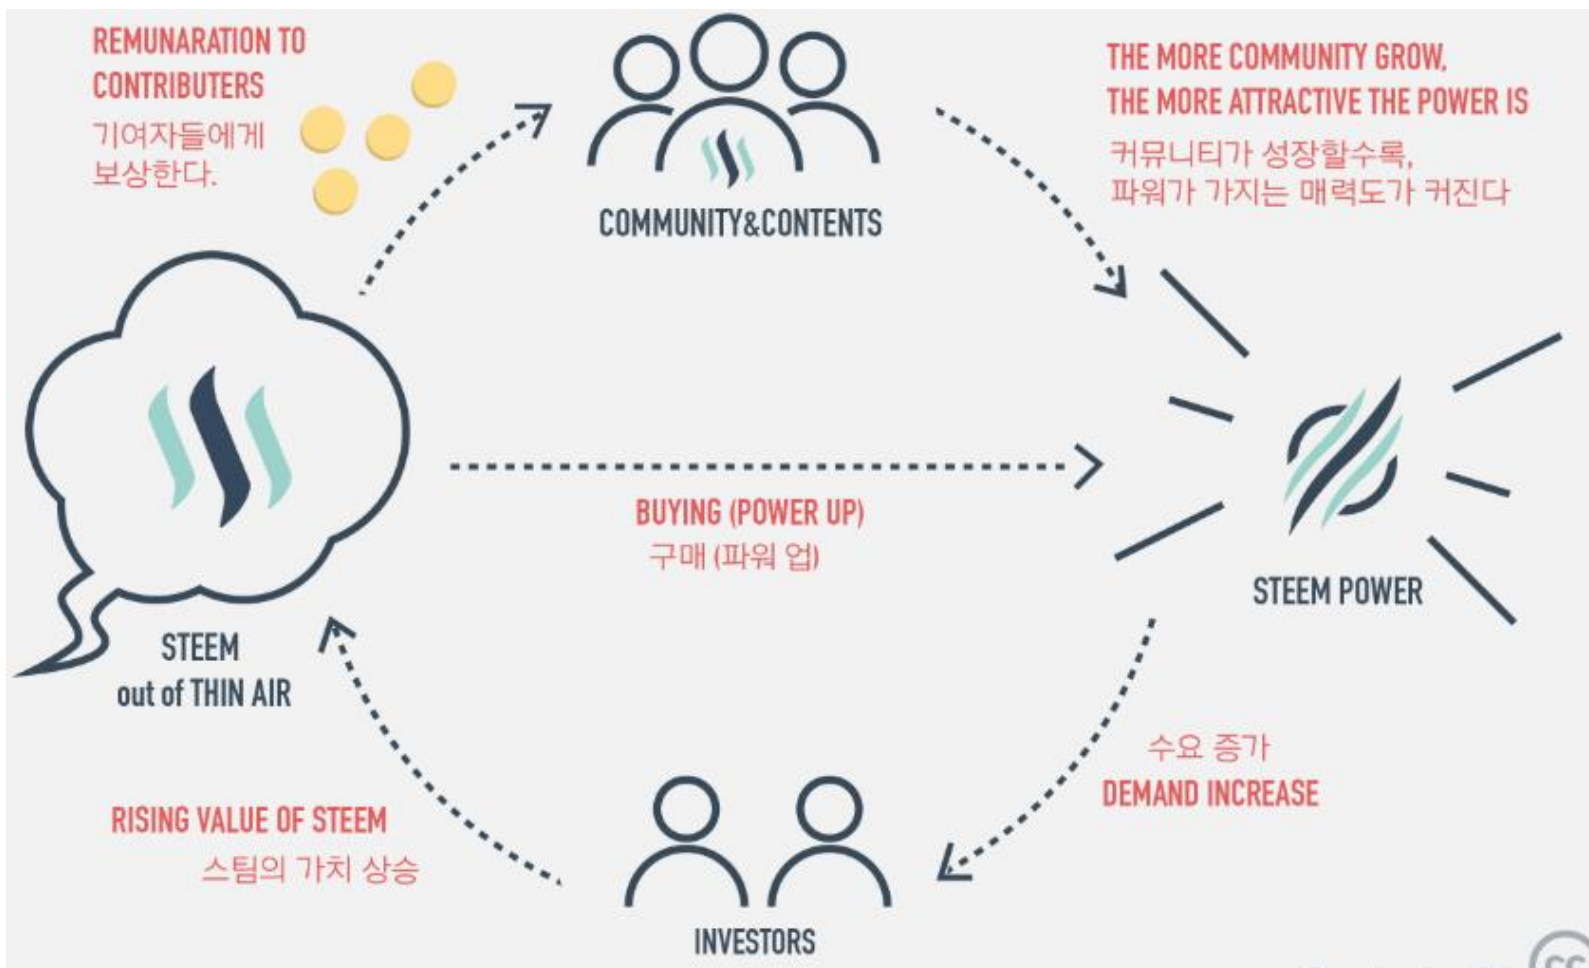 REMUNARATION TO
CONTRIBUTERS
기여자들에게
보상한다.
COMMUNITY&CONTENTS
THE MORE COMMUNITY GROW,
THE MORE ATTRACTIVE THE POWER IS
커뮤니티가 성장할수록,
파워가 가지는 매력도가 커진다
BUYING (POWER UP)
구매 (파워 업)
STEEM POWER
STEEM
out of THIN AIR
수요 증가
DEMAND INCREASE
RISING VALUE OF STEEM
스팀의 가치 상승
INVESTORS